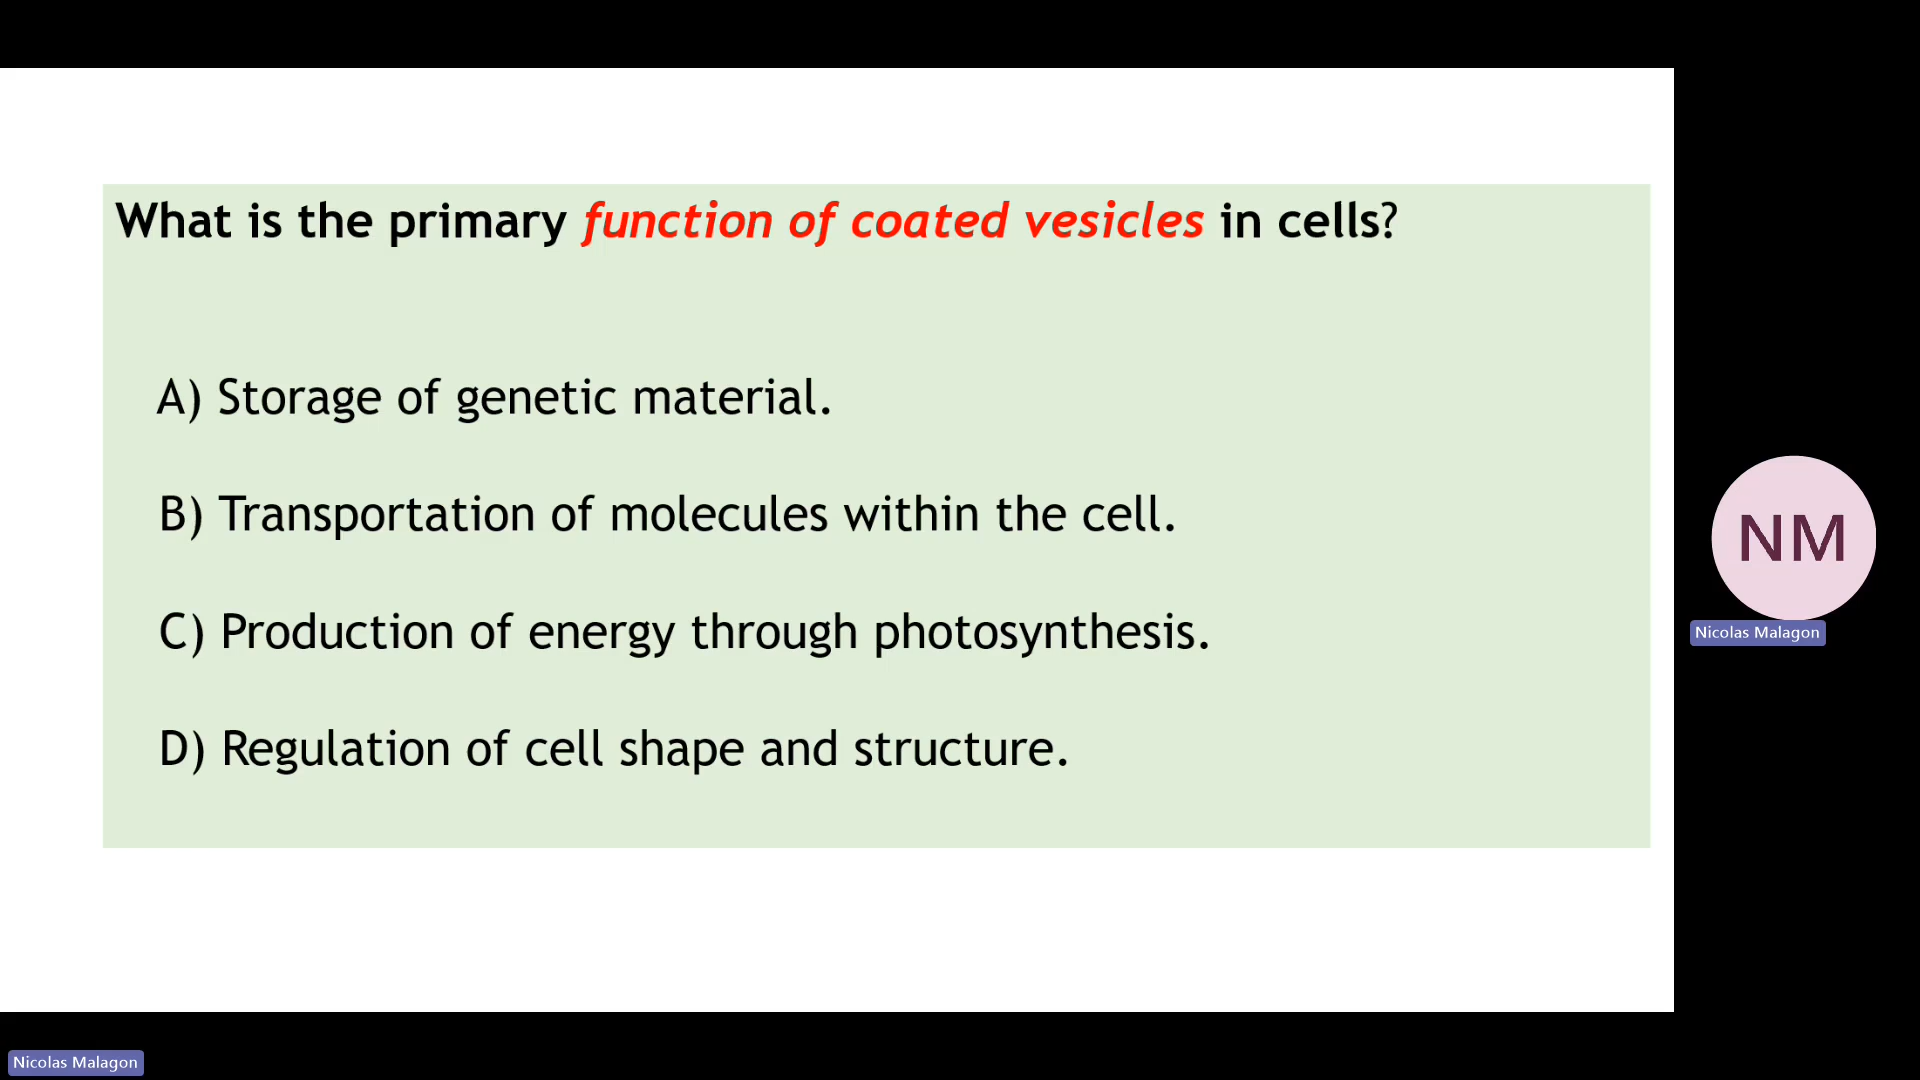 What is the primary function of coated vesicles in cells?
A) Storage of genetic material.
B) Transportation of molecules within the cell.
C) Production of energy through photosynthesis.
D) Regulation of cell shape and structure.
NM
Nicolas Malagon
Nicolas Malagon